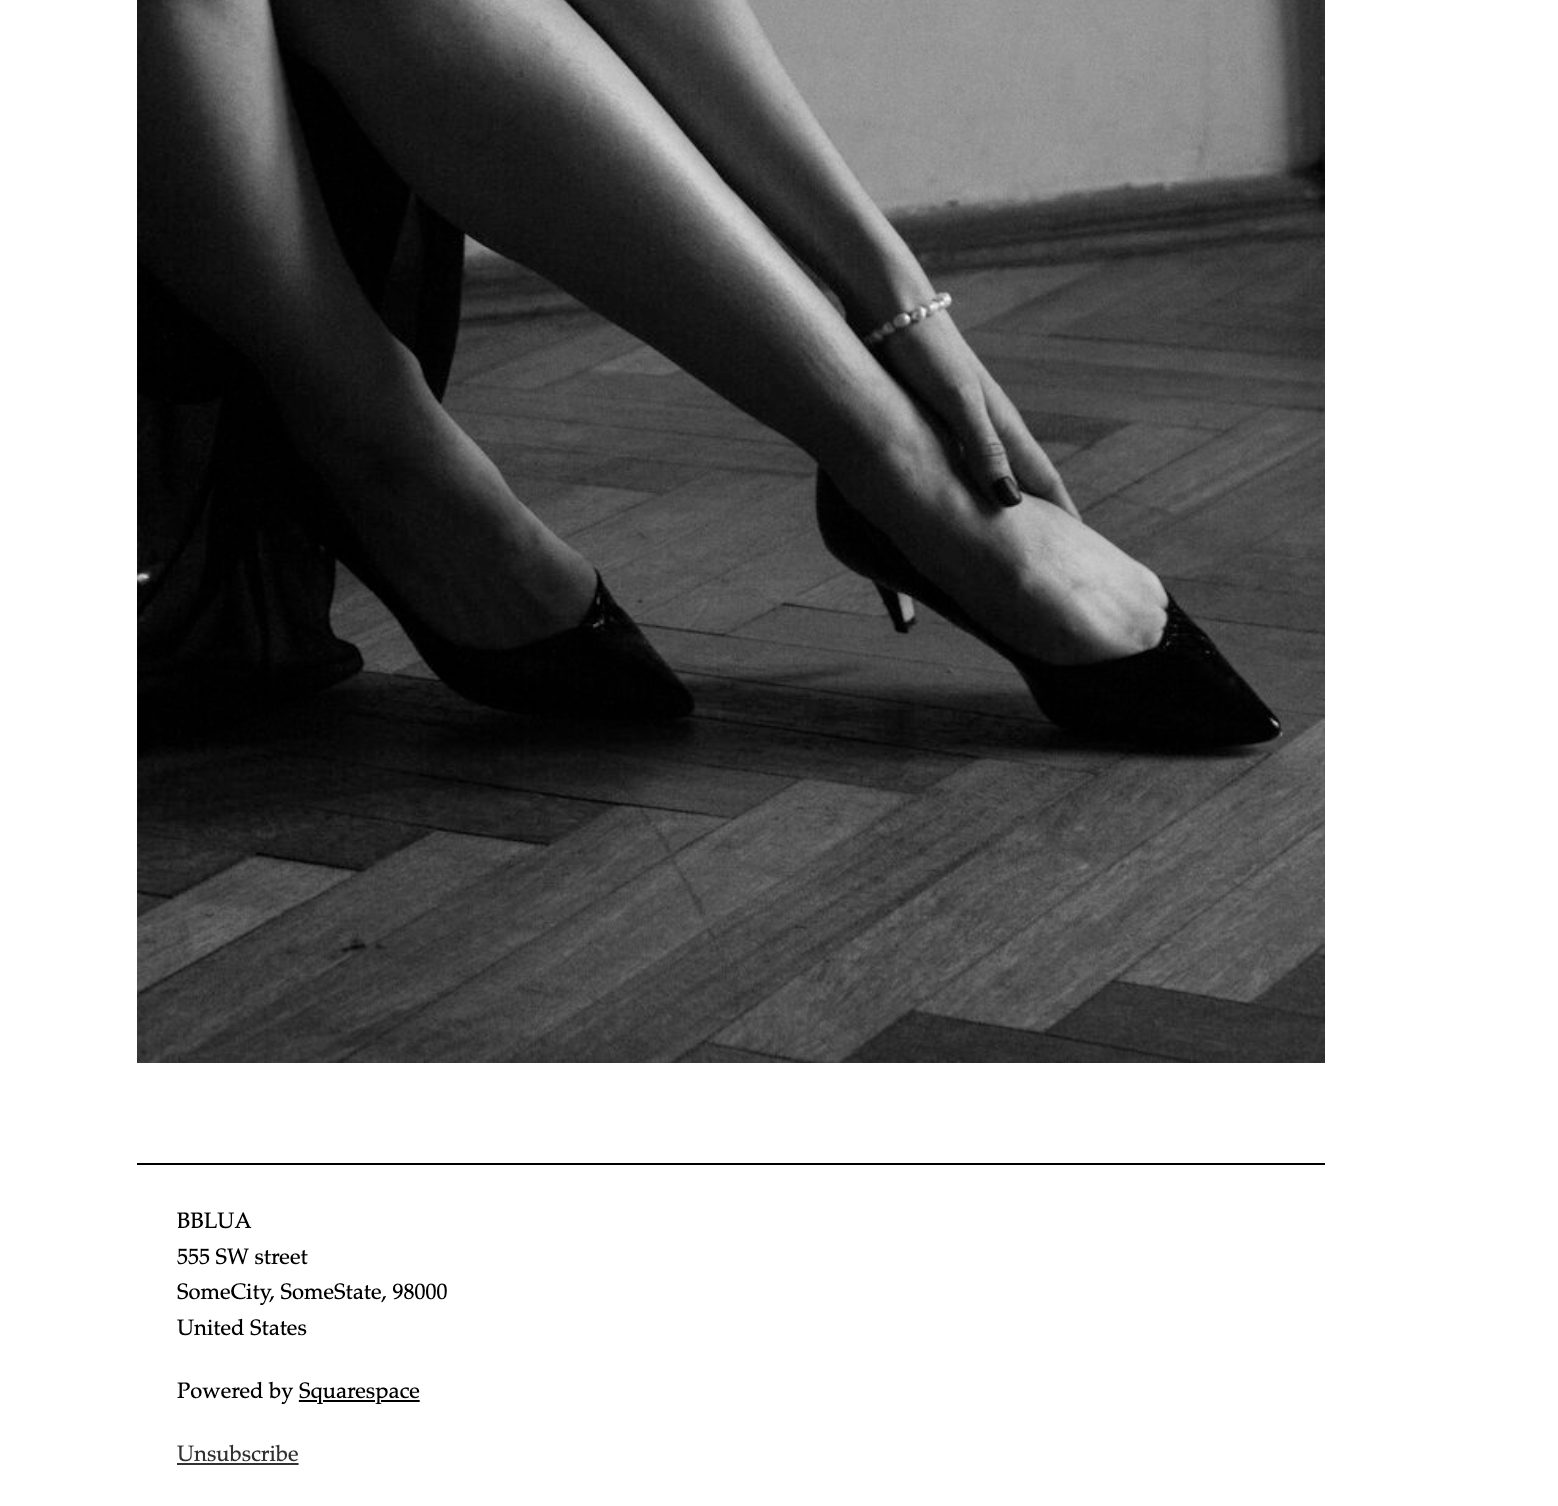 BBLUA
555 SW street
SomeCity, SomeState, 98000
United States
Powered by Squarespace
Unsubscribe